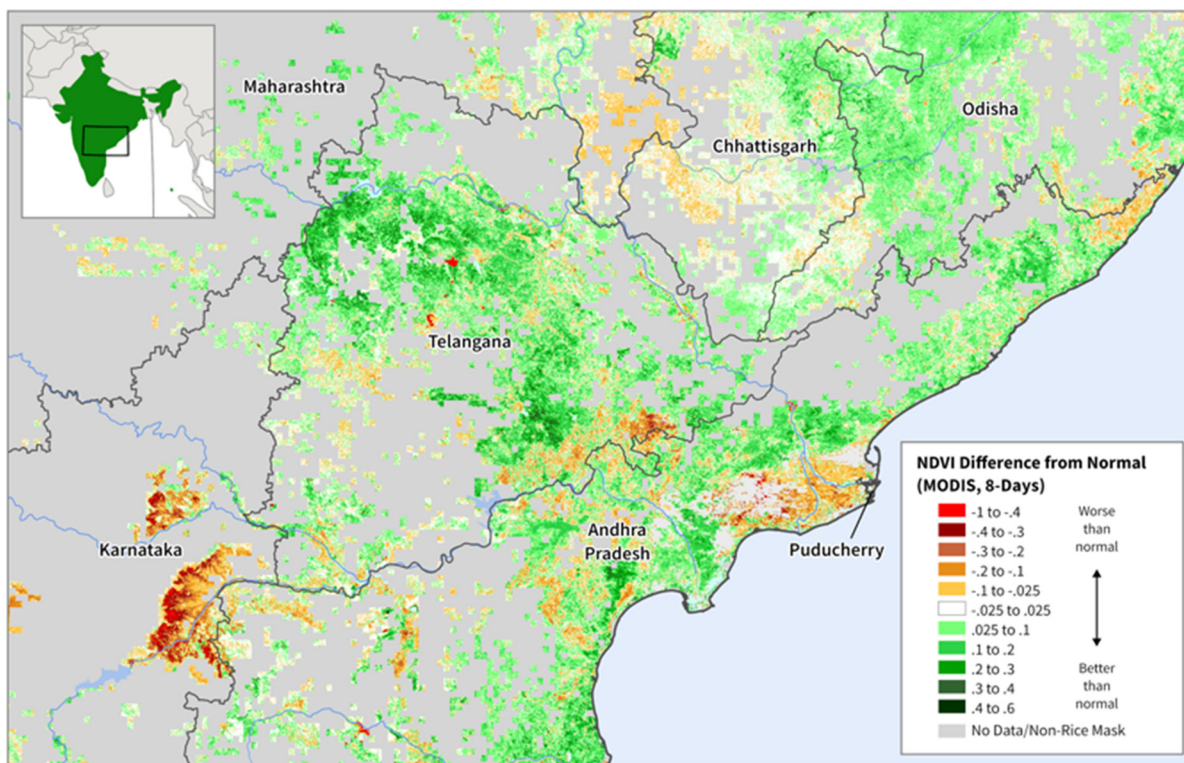 Maharashtra
Odisha
Chhattisgarh
Telangana
Karnataka
Andhra
Pradesh
Puducherry
NDVI Difference from Normal
(MODIS, 8-Days)
-1 to -.4
-.4 to -.3
-.3 to -.2
-.2 to -.1
-.1 to -.025
-.025 to .025
.025 to .1
.1 to .2
.2 to .3
.3 to .4
.4 to .6
No Data/Non-Rice Mask
Worse
than
normal
Better
than
normal